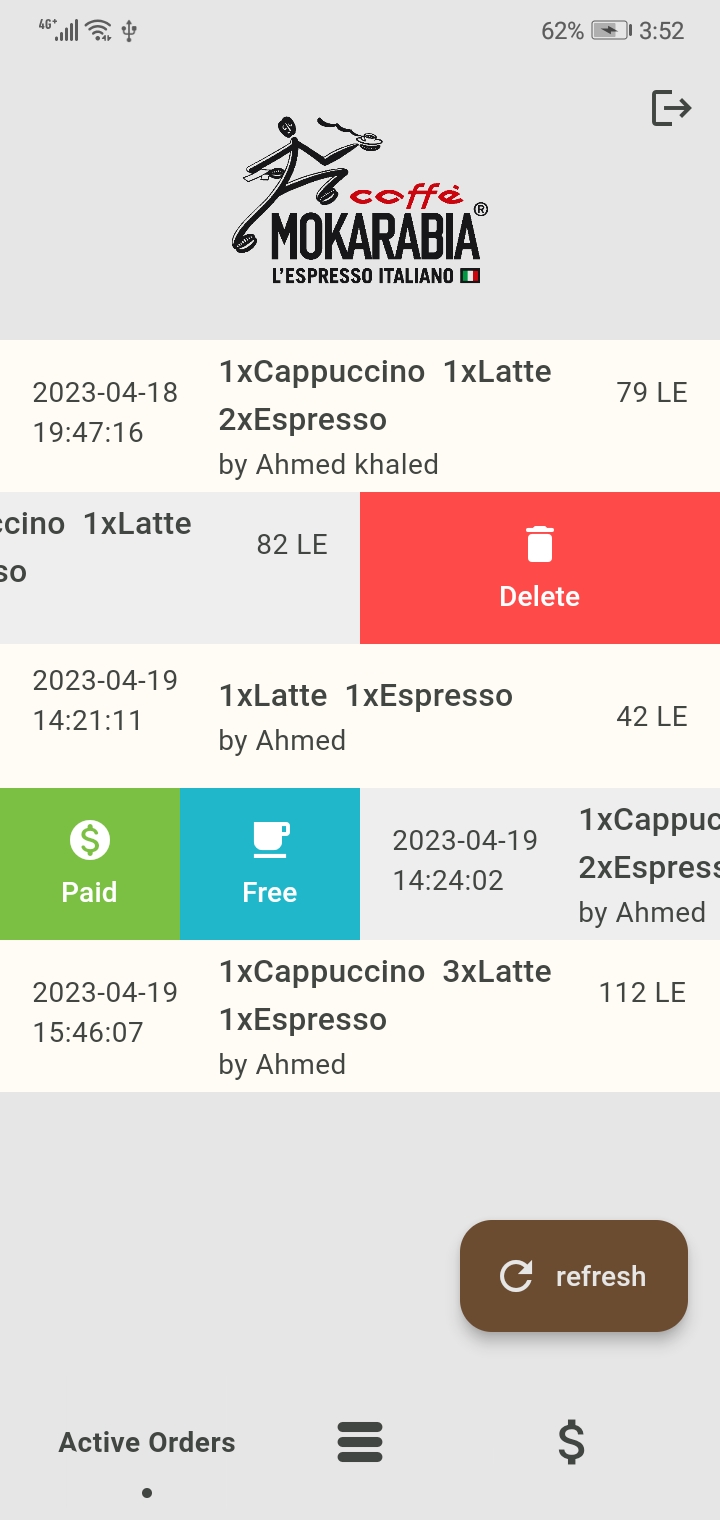 4G+
62% 3:52
caffè
MOKARABIA®
L'ESPRESSO ITALIANO
2023-04-18
19:47:16
1xCappuccino 1xLatte
2xEspresso
by Ahmed khaled
79 LE
ccino 1xLatte
so
82 LE
Delete
2023-04-19
14:21:11
1xLatte 1xEspresso
by Ahmed
42 LE
Paid
Free
2023-04-19
14:24:02
1xCappuc
2xEspress
by Ahmed
2023-04-19
15:46:07
1xCappuccino 3xLatte
1xEspresso
by Ahmed
112 LE
refresh
Active Orders